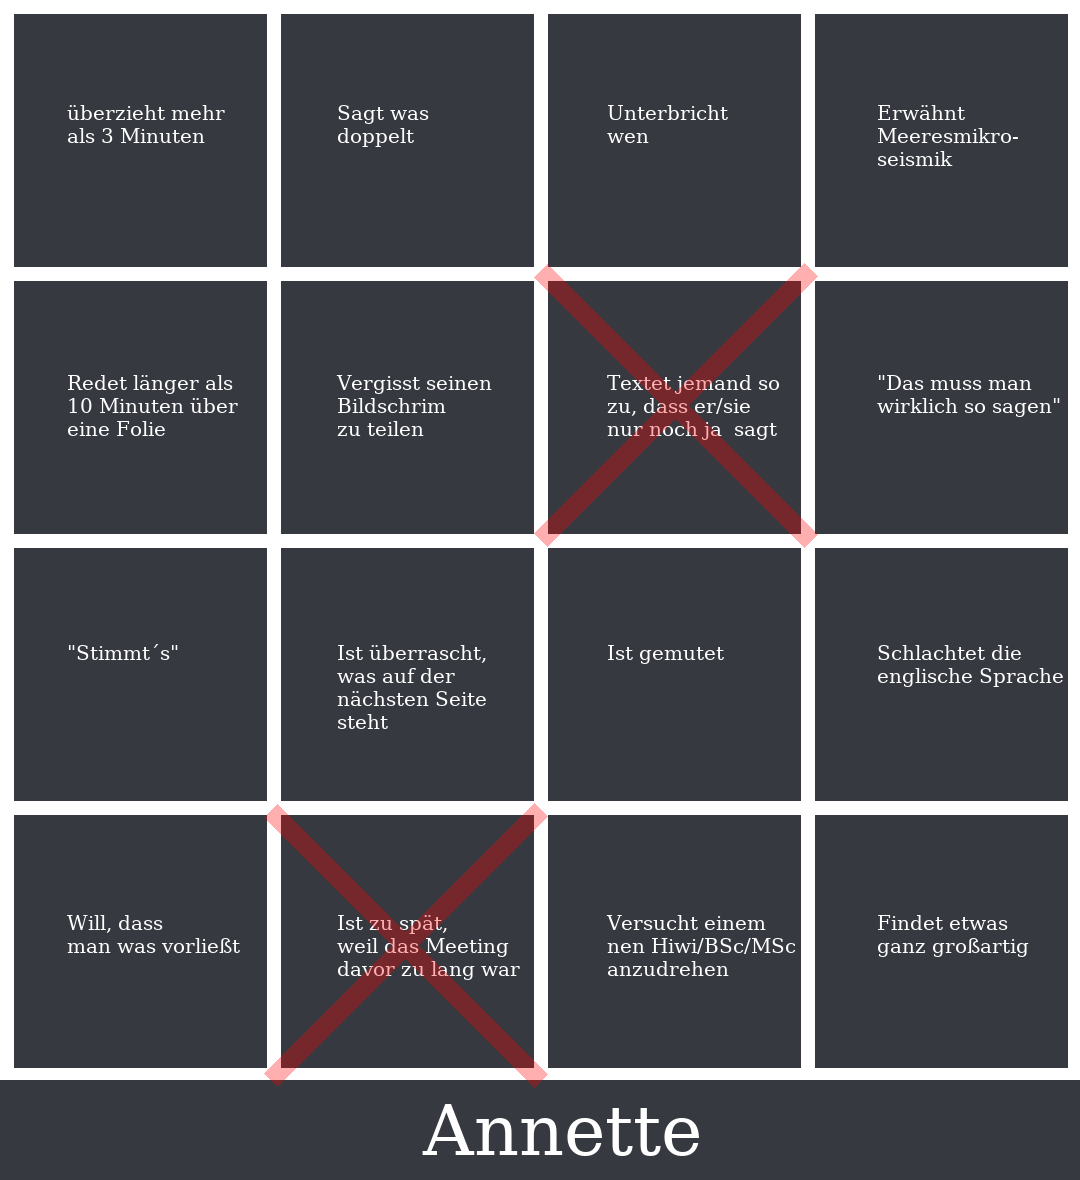 überzieht mehr
als 3 Minuten
Sagt was
doppelt
Unterbricht
wen
Erwähnt
Meeresmikro-
seismik
Redet länger als
10 Minuten über
eine Folie
Vergisst seinen
Bildschrim
zu teilen
Textet jemand so
zu, dass er/sie
nur noch ja  sagt
"Das muss man
wirklich so sagen"
"Stimmt´s"
Ist überrascht,
was auf der
nächsten Seite
steht
Ist gemutet
Schlachtet die
englische Sprache
Will, dass
man was vorließt
Ist zu spät,
weil das Meeting
davor zu lang war
Versucht einem
nen Hiwi/BSc/MSc
anzudrehen
Findet etwas
ganz großartig
Annette